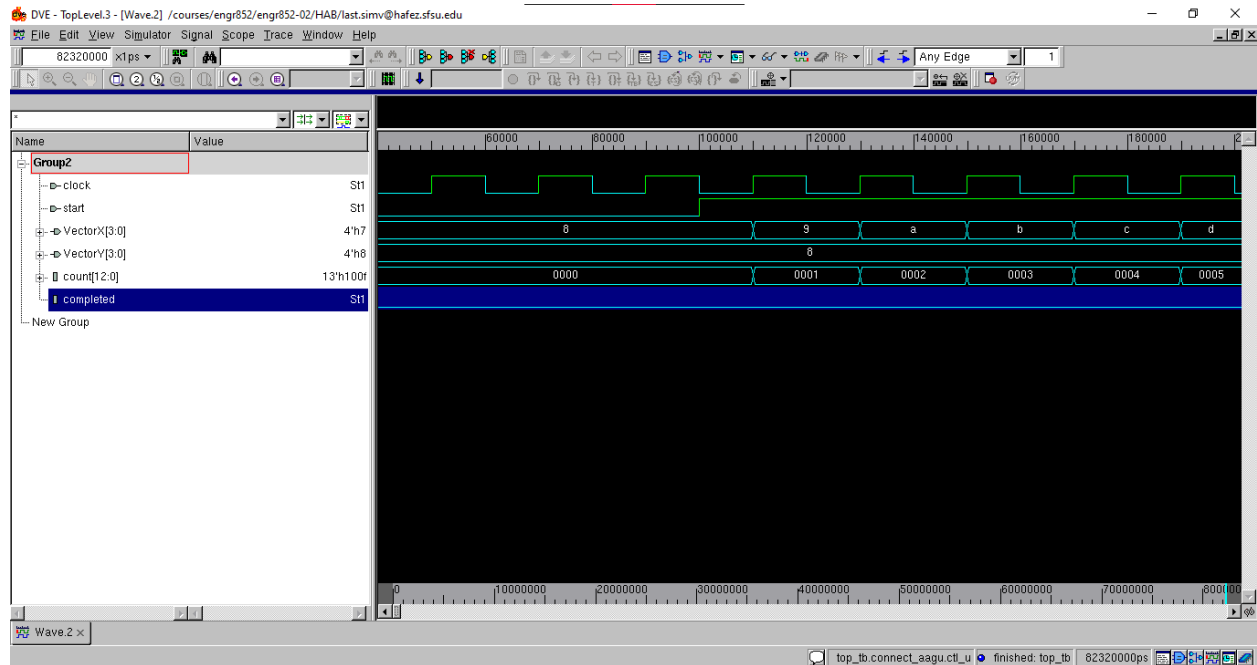 DVE - TopLevel.3 - [Wave.2] /courses/engr852/engr852-02/HAB/last.simv@hafez.sfsu.edu
File Edit View Simulator Signal Scope Trace Window Help
82320000 x1ps Any Edge 1
*
Name Value
60000 80000 100000 120000 140000 160000 180000 2
Group2
clock St1
start St1
VectorX[3:0] 4'h7 8 9 a b c d
VectorY[3:0] 4'h8 8
count[12:0] 13'h100f 0000 0001 0002 0003 0004 0005
completed St1
New Group
0 10000000 20000000 30000000 40000000 50000000 60000000 70000000 800000
Wave.2
top_tb.connect_aagu.ctl_u finished: top_tb 82320000ps